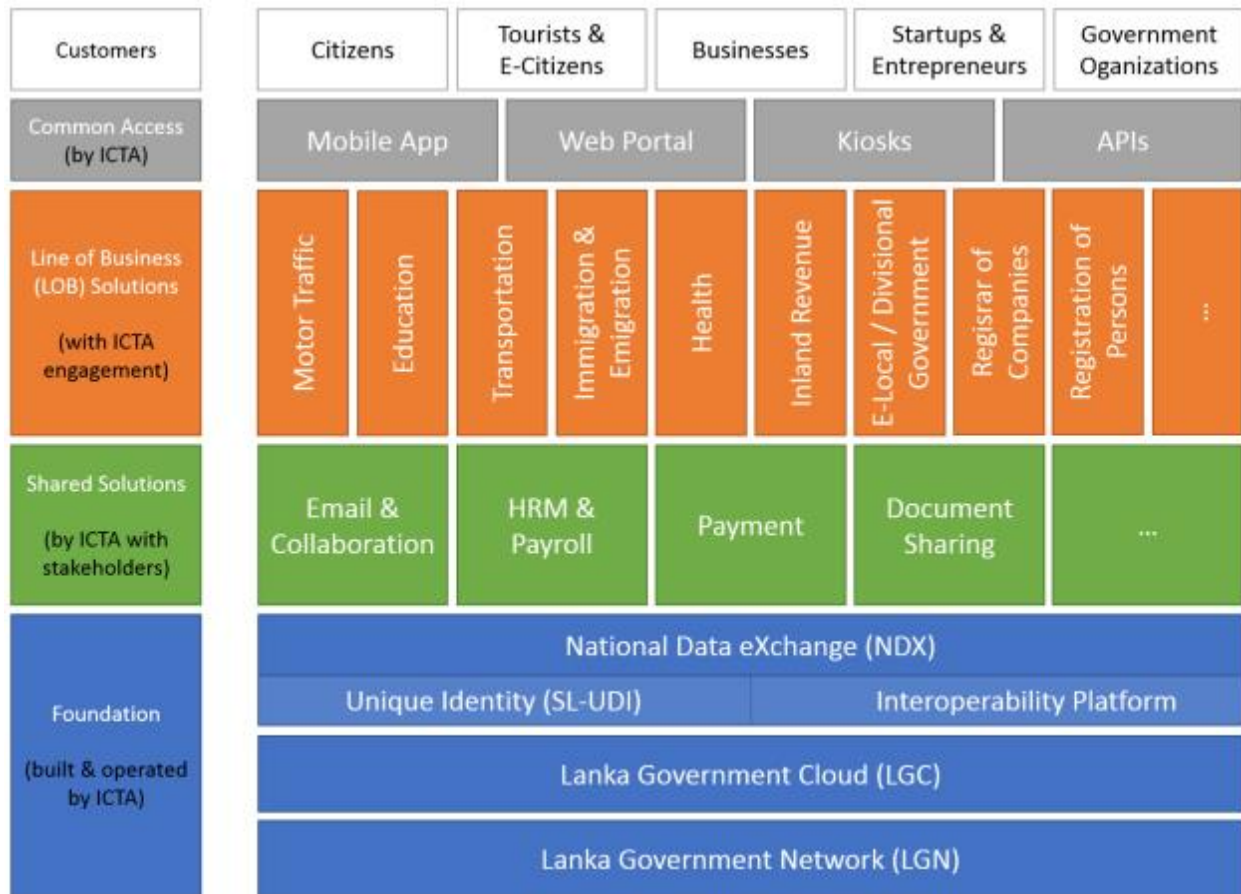 Customers
Citizens
Tourists &
E-Citizens
Businesses
Startups &
Entrepreneurs
Government
Oganizations
Common Access
(by ICTA)
Mobile App
Web Portal
Kiosks
APIs
Line of Business
(LOB) Solutions
(with ICTA
engagement)
Motor Traffic
Education
Transportation
Immigration &
Emigration
Health
Inland Revenue
E-Local / Divisional
Government
Regisrar of
Companies
Registration of
Persons
...
Shared Solutions
(by ICTA with
stakeholders)
Email &
Collaboration
HRM &
Payroll
Payment
Document
Sharing
...
Foundation
(built & operated
by ICTA)
National Data eXchange (NDX)
Unique Identity (SL-UDI)
Interoperability Platform
Lanka Government Cloud (LGC)
Lanka Government Network (LGN)